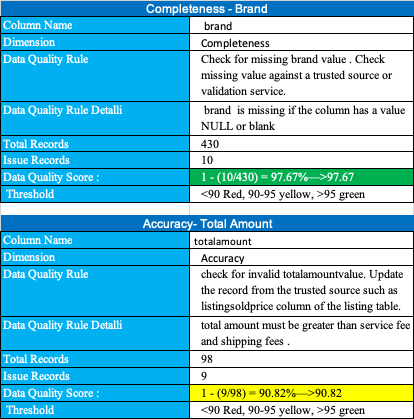 Completeness - Brand
Column Name brand
Dimension Completeness
Data Quality Rule Check for missing brand value . Check
missing value against a trusted source or
validation service.
Data Quality Rule Detalli brand is missing if the column has a value
NULL or blank
Total Records 430
Issue Records 10
Data Quality Score : 1 - (10/430) = 97.67%—>97.67
Threshold <90 Red, 90-95 yellow, >95 green
Accuracy- Total Amount
Column Name totalamount
Dimension Accuracy
Data Quality Rule check for invalid totalamountvalue. Update
the record from the trusted source such as
listingsoldprice column of the listing table.
Data Quality Rule Detalli total amount must be greater than service fee
and shipping fees .
Total Records 98
Issue Records 9
Data Quality Score : 1 - (9/98) = 90.82%—>90.82
Threshold <90 Red, 90-95 yellow, >95 green